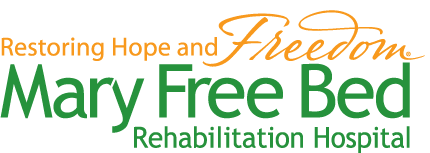 Restoring Hope and Freedom®
Mary Free Bed
Rehabilitation Hospital